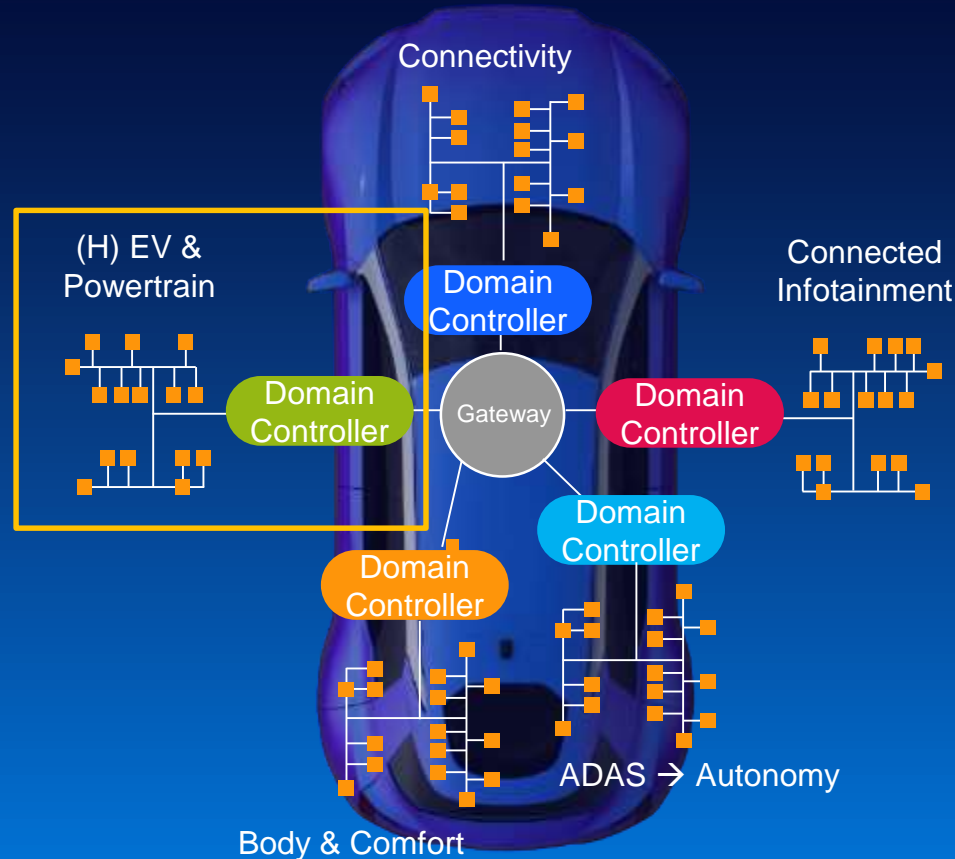 Connectivity
(H) EV &
Powertrain
Connected
Infotainment
Domain
Controller
Domain
Controller
Gateway
Domain
Controller
Domain
Controller
Domain
Controller
ADAS → Autonomy
Body & Comfort